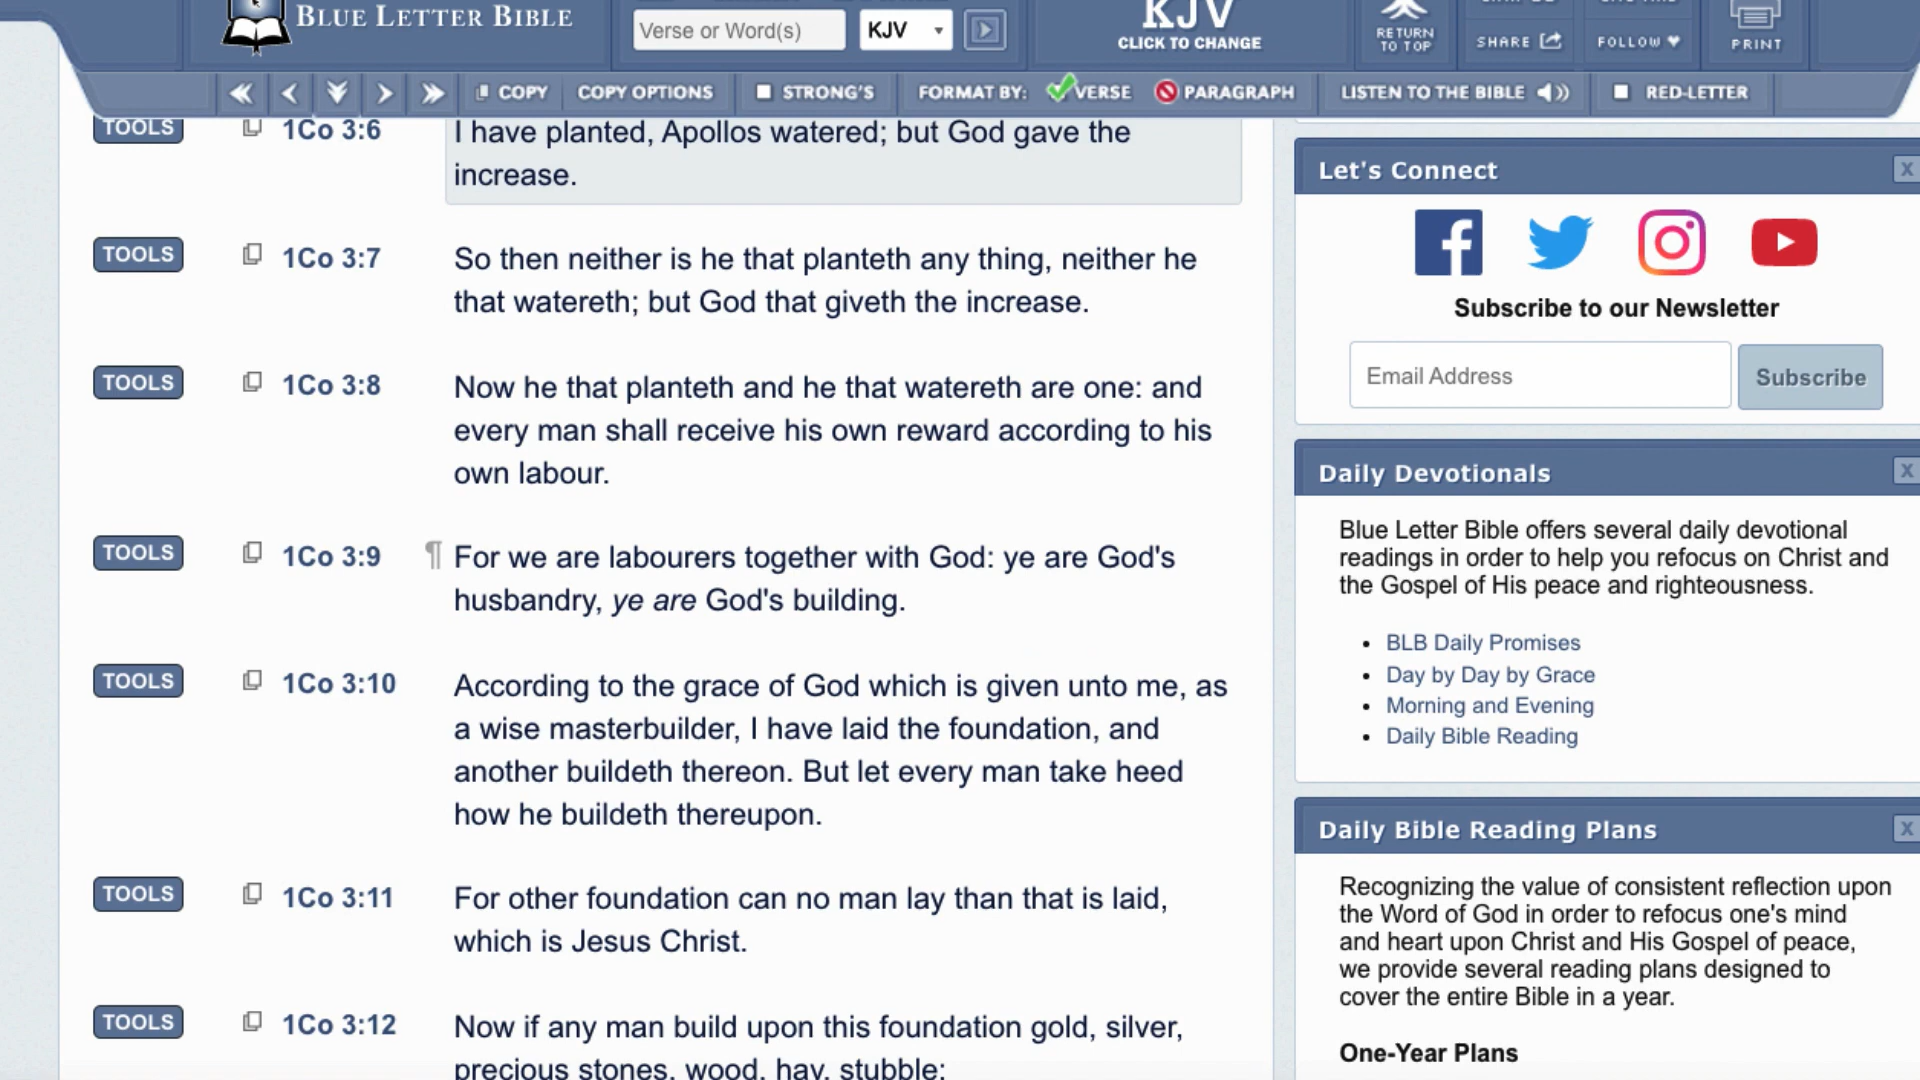 BLUE LETTER BIBLE
Verse or Word(s)
KJV
KJV
CLICK TO CHANGE
RETURN
TO TOP
SHARE
FOLLOW
PRINT
COPY
COPY OPTIONS
STRONG'S
FORMAT BY:
VERSE
PARAGRAPH
LISTEN TO THE BIBLE
RED-LETTER
TOOLS
1Co 3:6
I have planted, Apollos watered; but God gave the
increase.
TOOLS
1Co 3:7
So then neither is he that planteth any thing, neither he
that watereth; but God that giveth the increase.
TOOLS
1Co 3:8
Now he that planteth and he that watereth are one: and
every man shall receive his own reward according to his
own labour.
TOOLS
1Co 3:9
¶ For we are labourers together with God: ye are God's
husbandry, ye are God's building.
TOOLS
1Co 3:10
According to the grace of God which is given unto me, as
a wise masterbuilder, I have laid the foundation, and
another buildeth thereon. But let every man take heed
how he buildeth thereupon.
TOOLS
1Co 3:11
For other foundation can no man lay than that is laid,
which is Jesus Christ.
TOOLS
1Co 3:12
Now if any man build upon this foundation gold, silver,
precious stones, wood, hay, stubble;
Let's Connect
X
Subscribe to our Newsletter
Email Address
Subscribe
Daily Devotionals
X
Blue Letter Bible offers several daily devotional
readings in order to help you refocus on Christ and
the Gospel of His peace and righteousness.
• BLB Daily Promises
• Day by Day by Grace
• Morning and Evening
• Daily Bible Reading
Daily Bible Reading Plans
X
Recognizing the value of consistent reflection upon
the Word of God in order to refocus one's mind
and heart upon Christ and His Gospel of peace,
we provide several reading plans designed to
cover the entire Bible in a year.
One-Year Plans